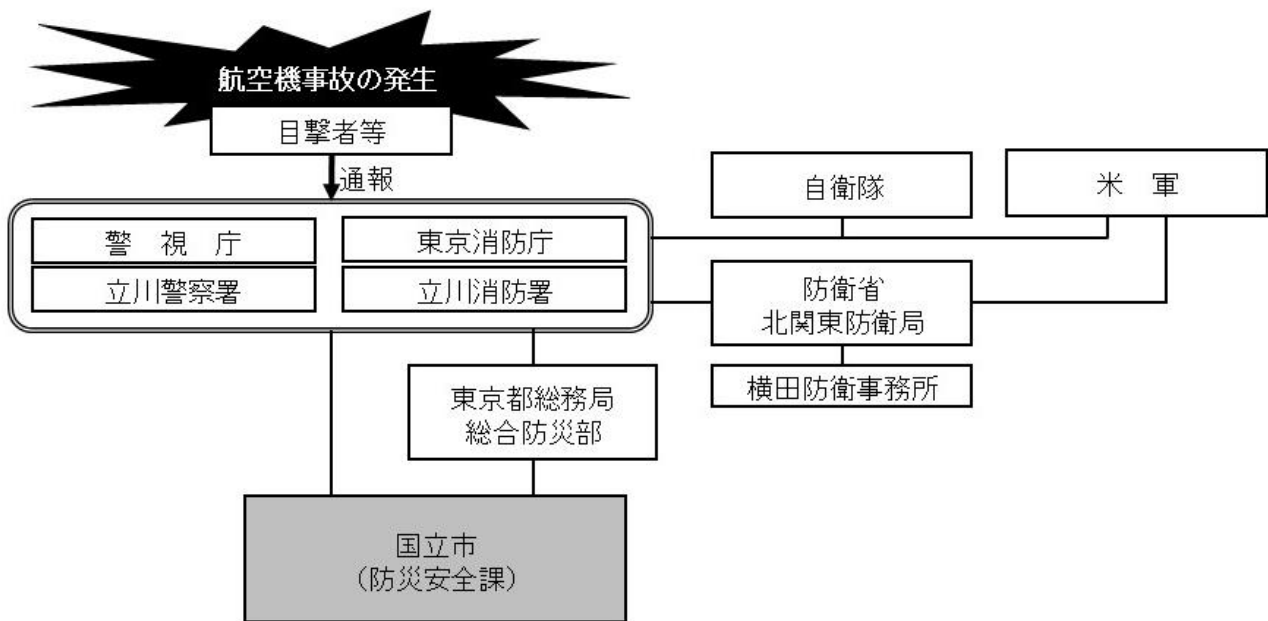 航空機事故の発生
目撃者等
通報
自衛隊
米　軍
警　視　庁
東京消防庁
立川警察署
立川消防署
防衛省
北関東防衛局
横田防衛事務所
東京都総務局
総合防災部
国立市
（防災安全課）